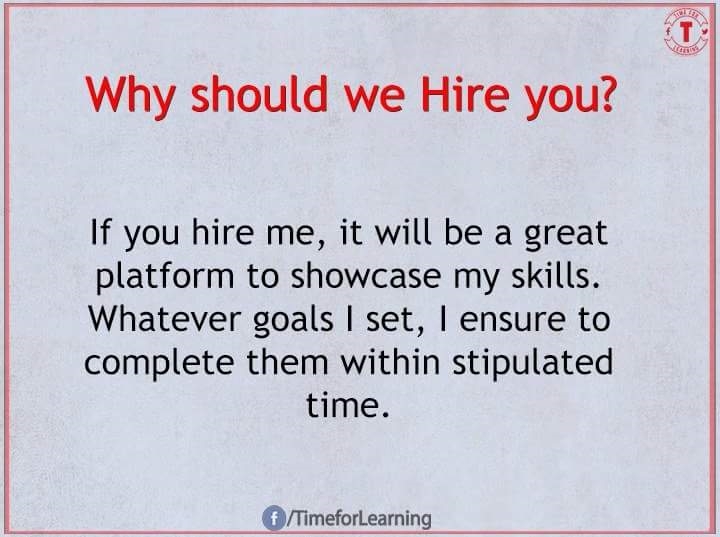 TIME FOR
T
LEARNING
Why should we Hire you?
If you hire me, it will be a great
platform to showcase my skills.
Whatever goals I set, I ensure to
complete them within stipulated
time.
f/TimeforLearning